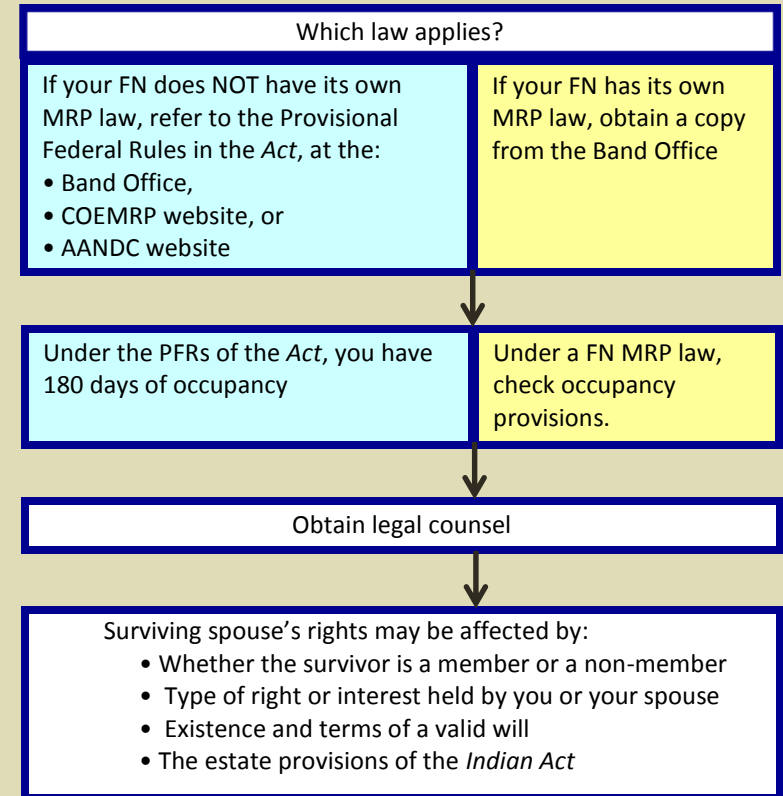 Which law applies?
If your FN does NOT have its own
MRP law, refer to the Provisional
Federal Rules in the Act, at the:
• Band Office,
• COEMRP website, or
• AANDC website
If your FN has its own
MRP law, obtain a copy
from the Band Office
Under the PFRs of the Act, you have
180 days of occupancy
Under a FN MRP law,
check occupancy
provisions.
Obtain legal counsel
Surviving spouse’s rights may be affected by:
• Whether the survivor is a member or a non-member
• Type of right or interest held by you or your spouse
• Existence and terms of a valid will
• The estate provisions of the Indian Act